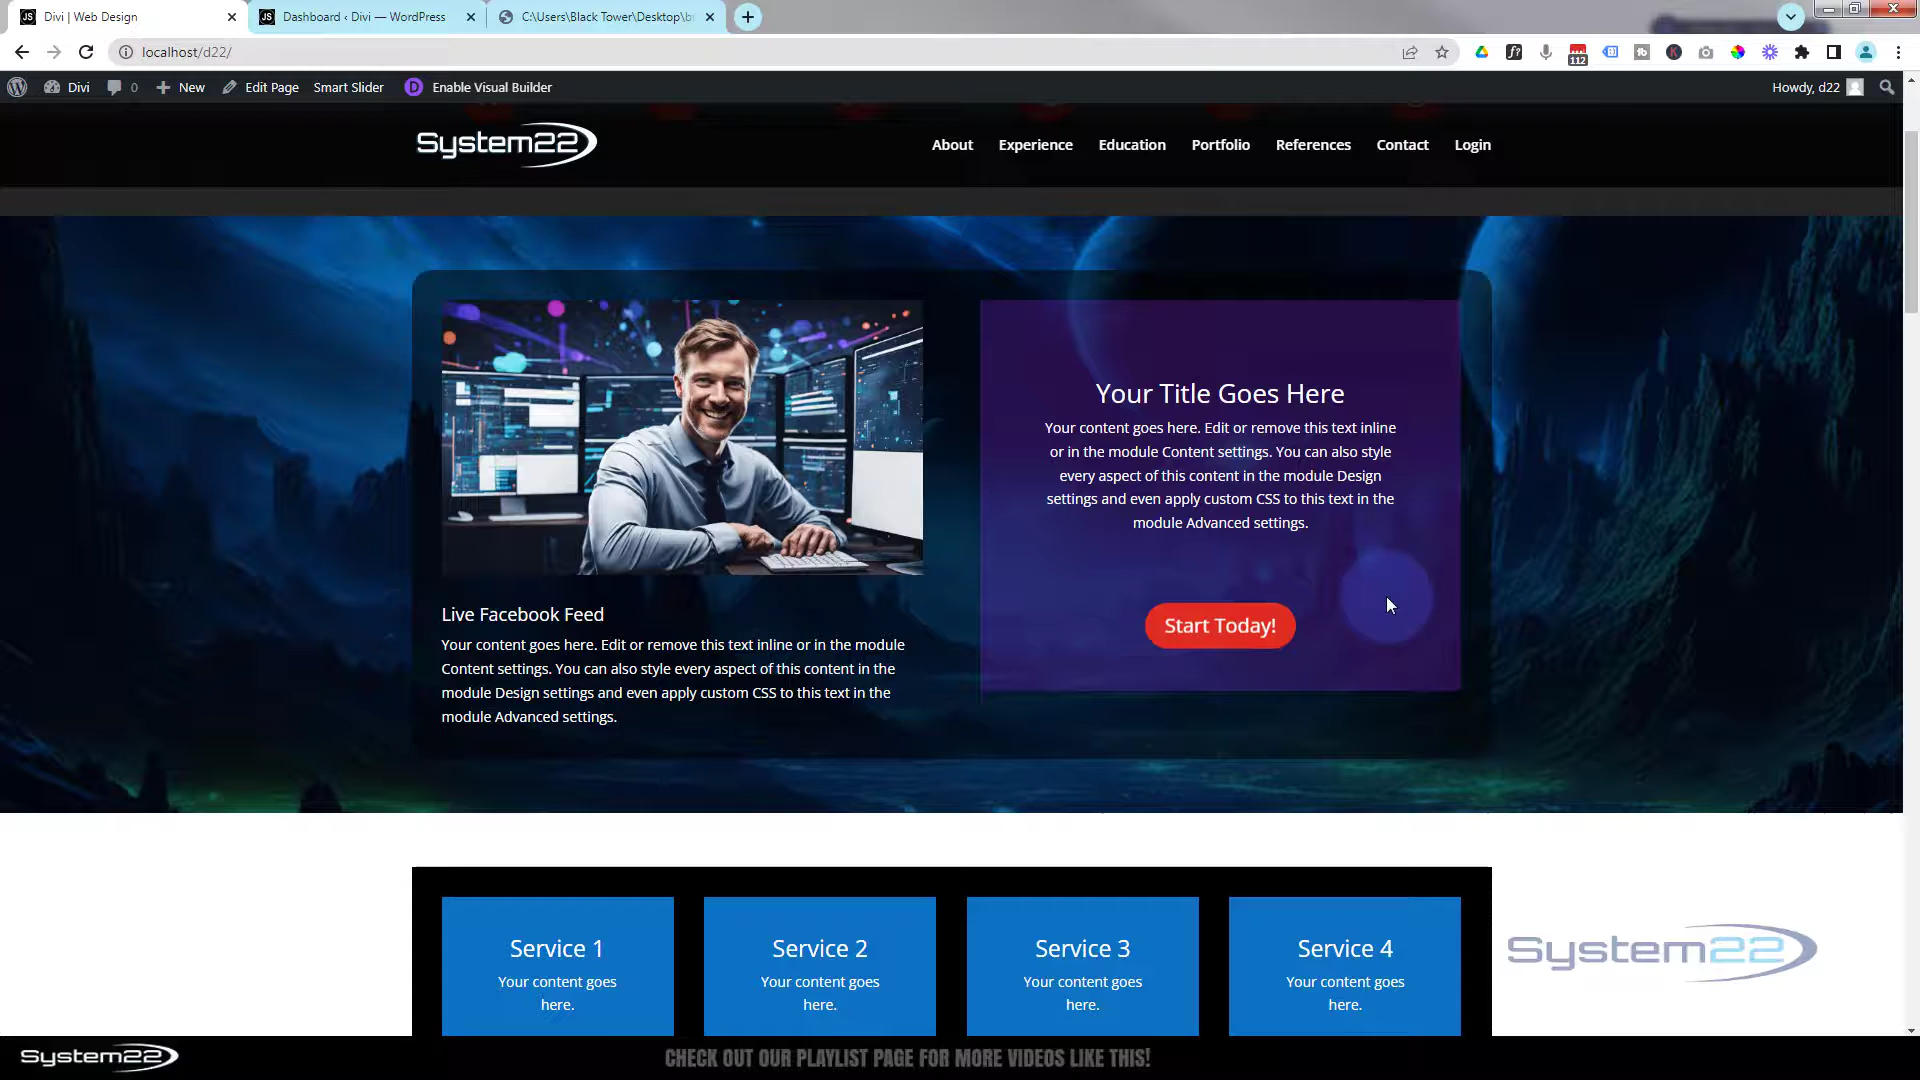 Divi | Web Design
Dashboard ‹ Divi — WordPress
C:\Users\Black Tower\Desktop\b
localhost/d22/
112
Divi
0
New
Edit Page
Smart Slider
Enable Visual Builder
Howdy, d22
System22
About
Experience
Education
Portfolio
References
Contact
Login
Live Facebook Feed
Your content goes here. Edit or remove this text inline or in the module
Content settings. You can also style every aspect of this content in the
module Design settings and even apply custom CSS to this text in the
module Advanced settings.
Your Title Goes Here
Your content goes here. Edit or remove this text inline
or in the module Content settings. You can also style
every aspect of this content in the module Design
settings and even apply custom CSS to this text in the
module Advanced settings.
Start Today!
Service 1
Your content goes
here.
Service 2
Your content goes
here.
Service 3
Your content goes
here.
Service 4
Your content goes
here.
System22
System22
CHECK OUT OUR PLAYLIST PAGE FOR MORE VIDEOS LIKE THIS!